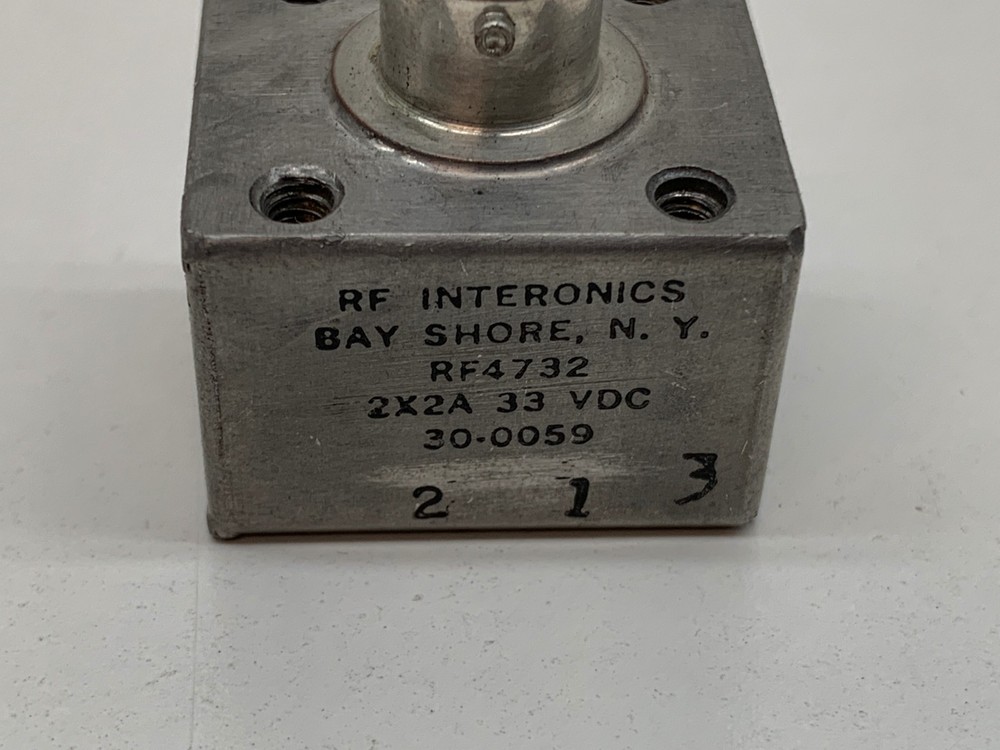 RF INTERONICS
BAY SHORE, N. Y.
RF4732
2X2A 33 VDC
30-0059
2 1 3